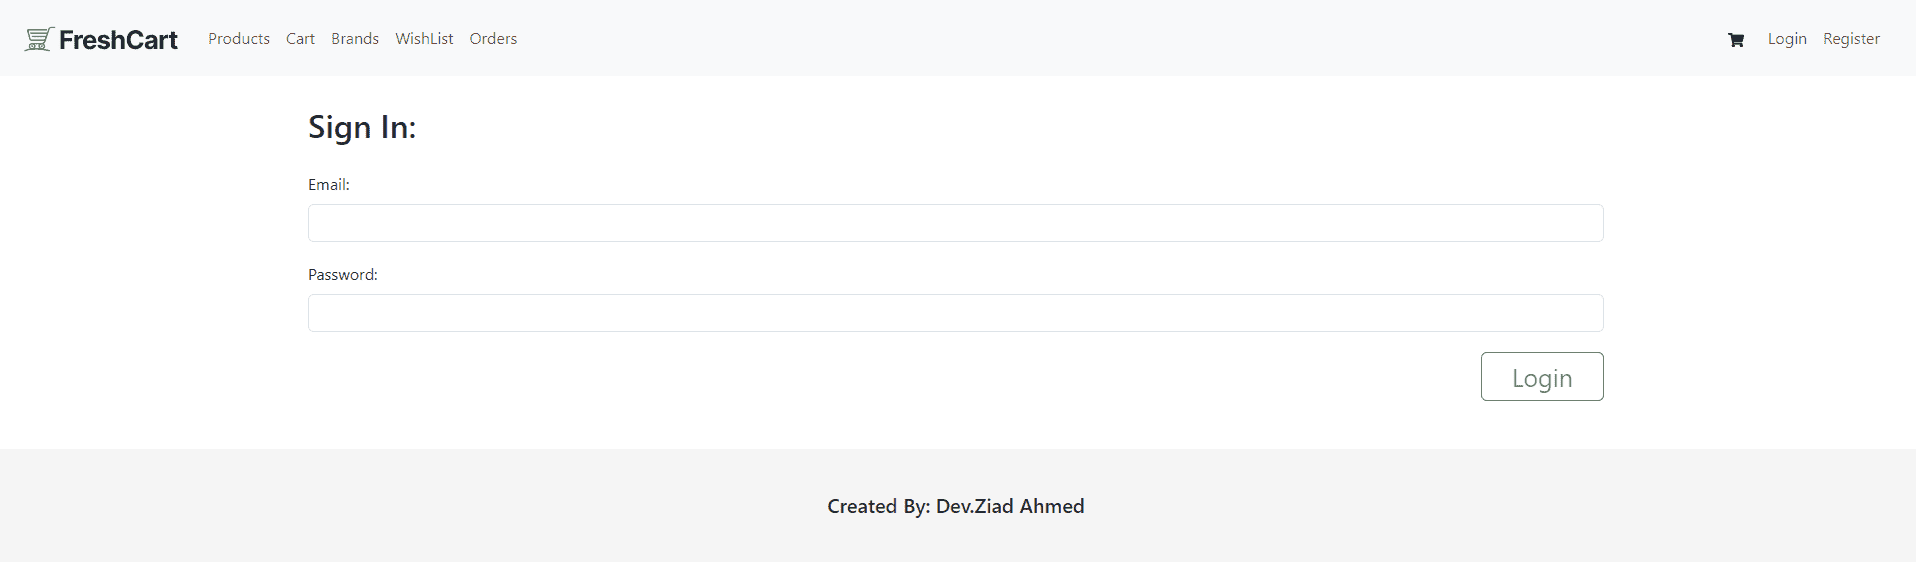 FreshCart Products Cart Brands WishList Orders Login Register
Sign In:
Email:
Password:
Login
Created By: Dev.Ziad Ahmed